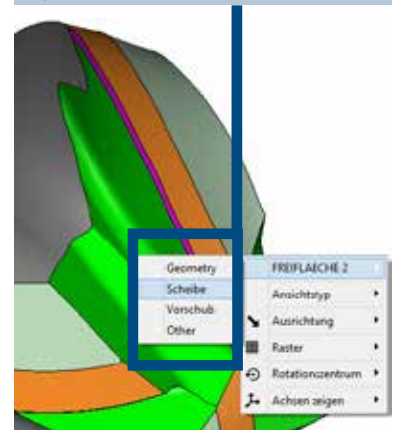 Geometry
Scheibe
Vorschub
Other
FREIFLAECHE 2
Ansichtstyp
Ausrichtung
Raster
Rotationszentrum
Achsen zeigen